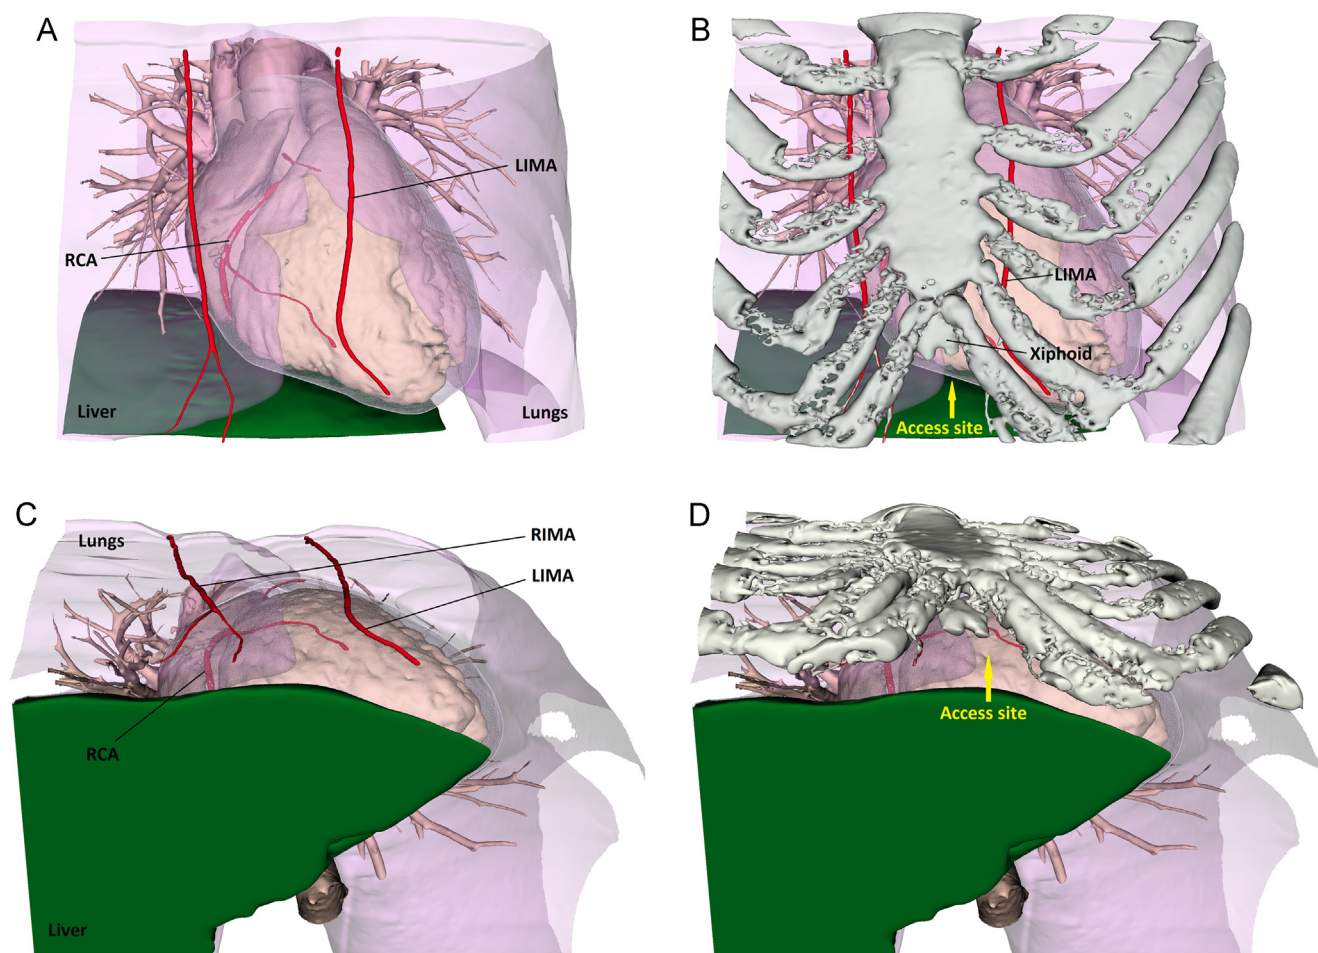 A
LIMA
RCA
Liver
Lungs
B
LIMA
Xiphoid
Access site
C
Lungs
RIMA
LIMA
RCA
Liver
D
Access site